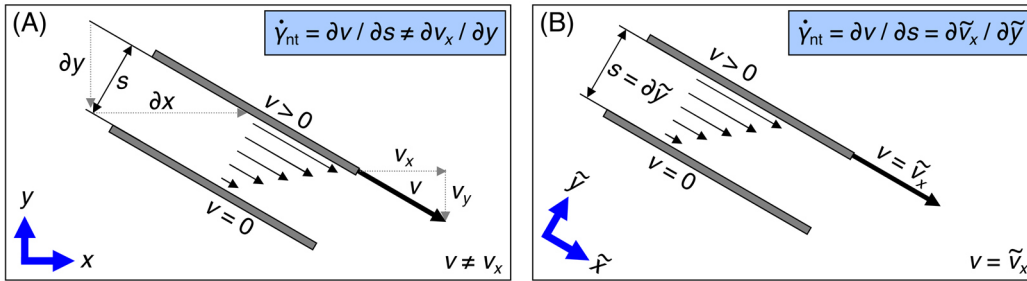 (A)
γ̇nt = ∂v / ∂s ≠ ∂vx / ∂y
∂y
s
∂x
v > 0
vx
v
vy
v = 0
y
x
v ≠ vx
(B)
γ̇nt = ∂v / ∂s = ∂ṽx / ∂ỹ
v > 0
s = ∂ỹ
v = ṽx
v = 0
ỹ
x̃
v = ṽx